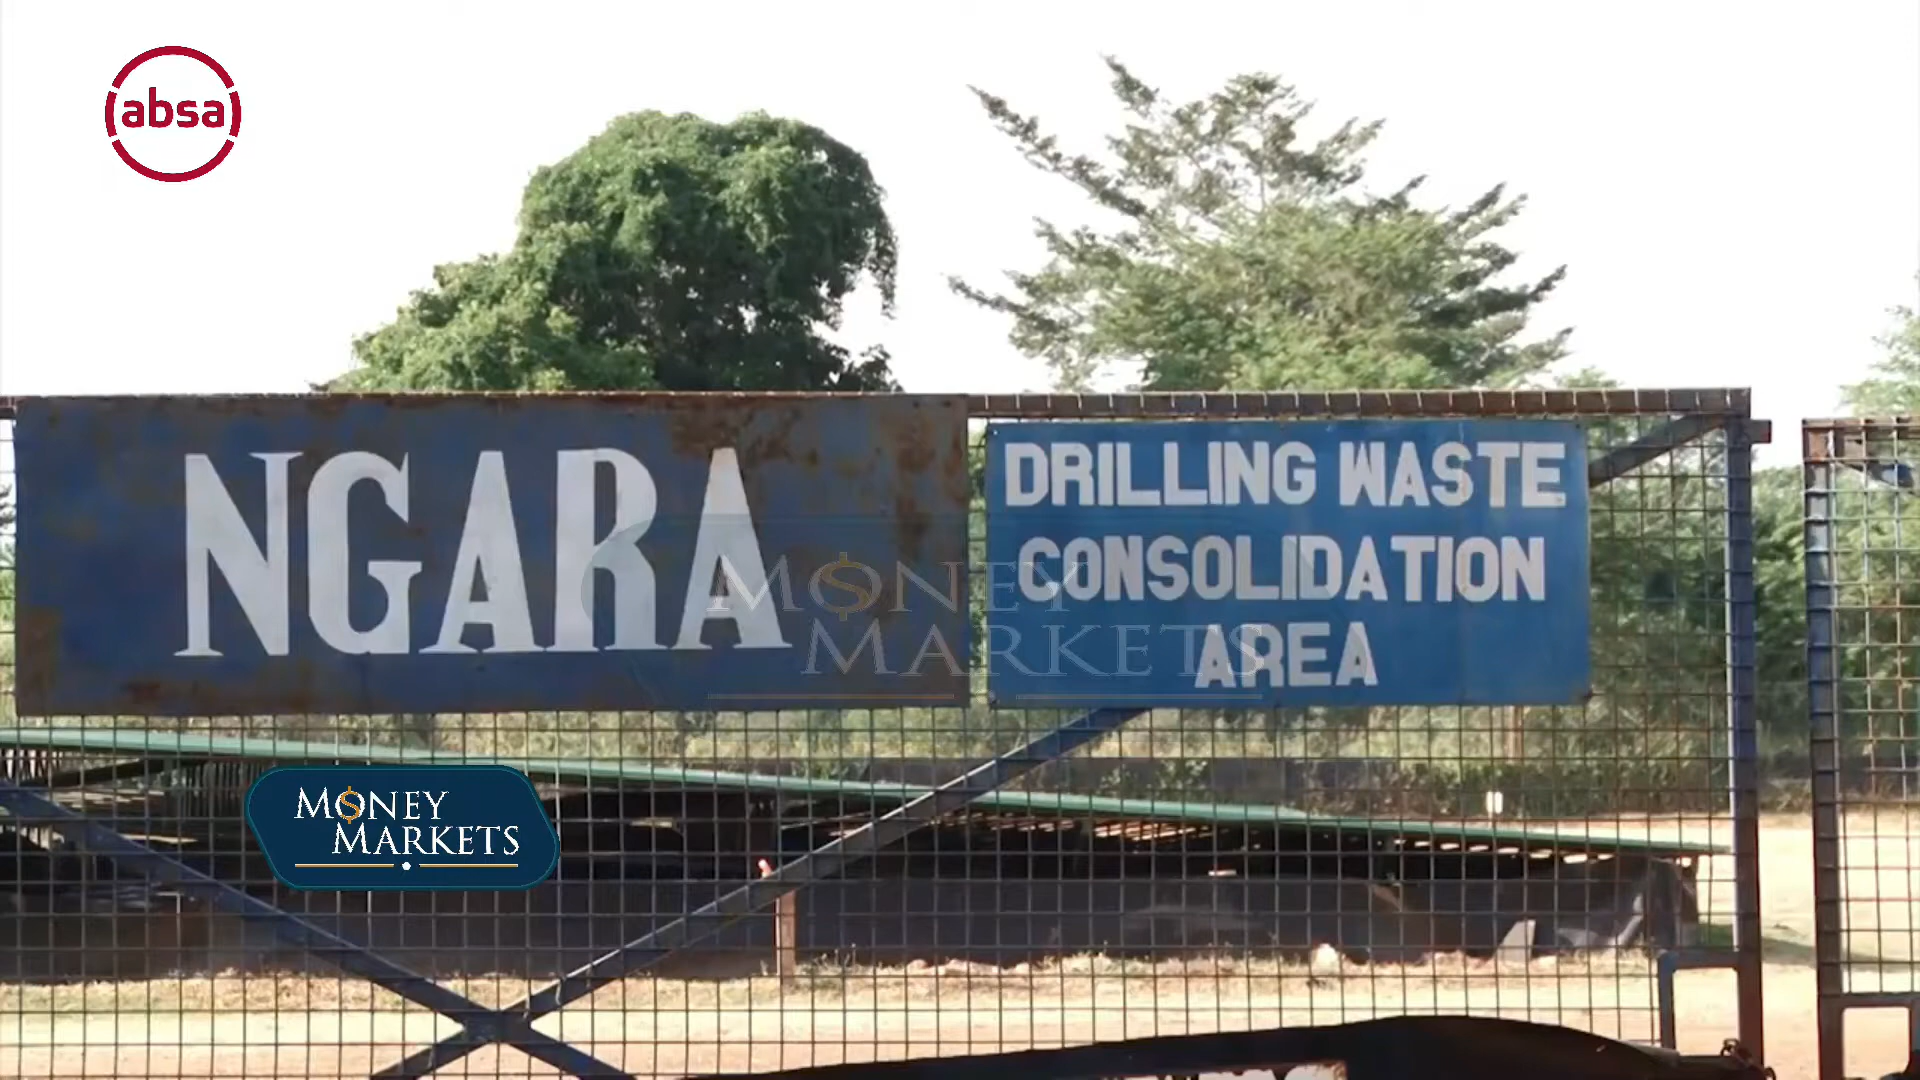 absa
NGARA
DRILLING WASTE
CONSOLIDATION
AREA
MONEY
MARKETS
MONEY
MARKETS